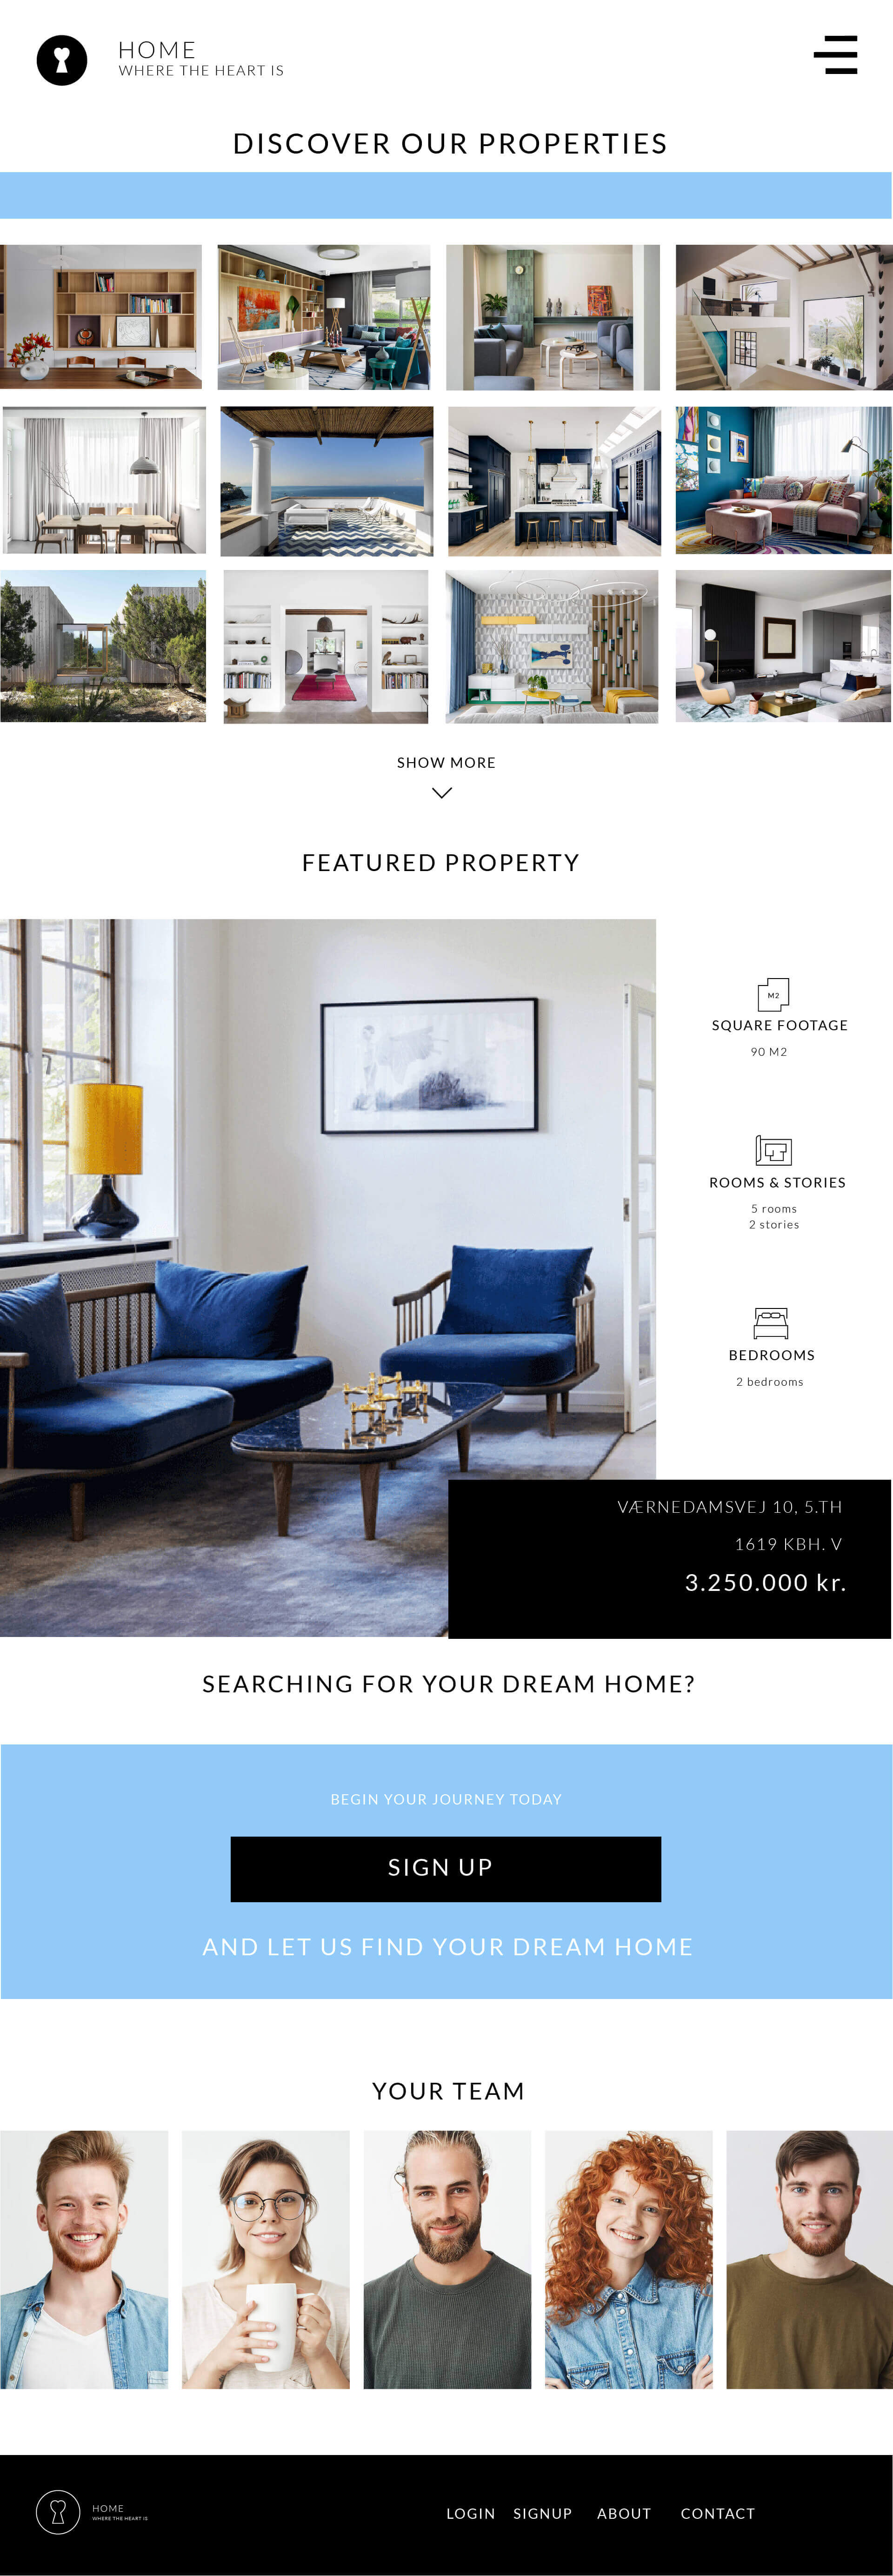 HOME
WHERE THE HEART IS
DISCOVER OUR PROPERTIES
SHOW MORE
FEATURED PROPERTY
M2
SQUARE FOOTAGE
90 M2
ROOMS & STORIES
5 rooms
2 stories
BEDROOMS
2 bedrooms
VÆRNEDAMSVEJ 10, 5.TH
1619 KBH. V
3.250.000 kr.
SEARCHING FOR YOUR DREAM HOME?
BEGIN YOUR JOURNEY TODAY
SIGN UP
AND LET US FIND YOUR DREAM HOME
YOUR TEAM
HOME
WHERE THE HEART IS
LOGIN SIGNUP ABOUT CONTACT